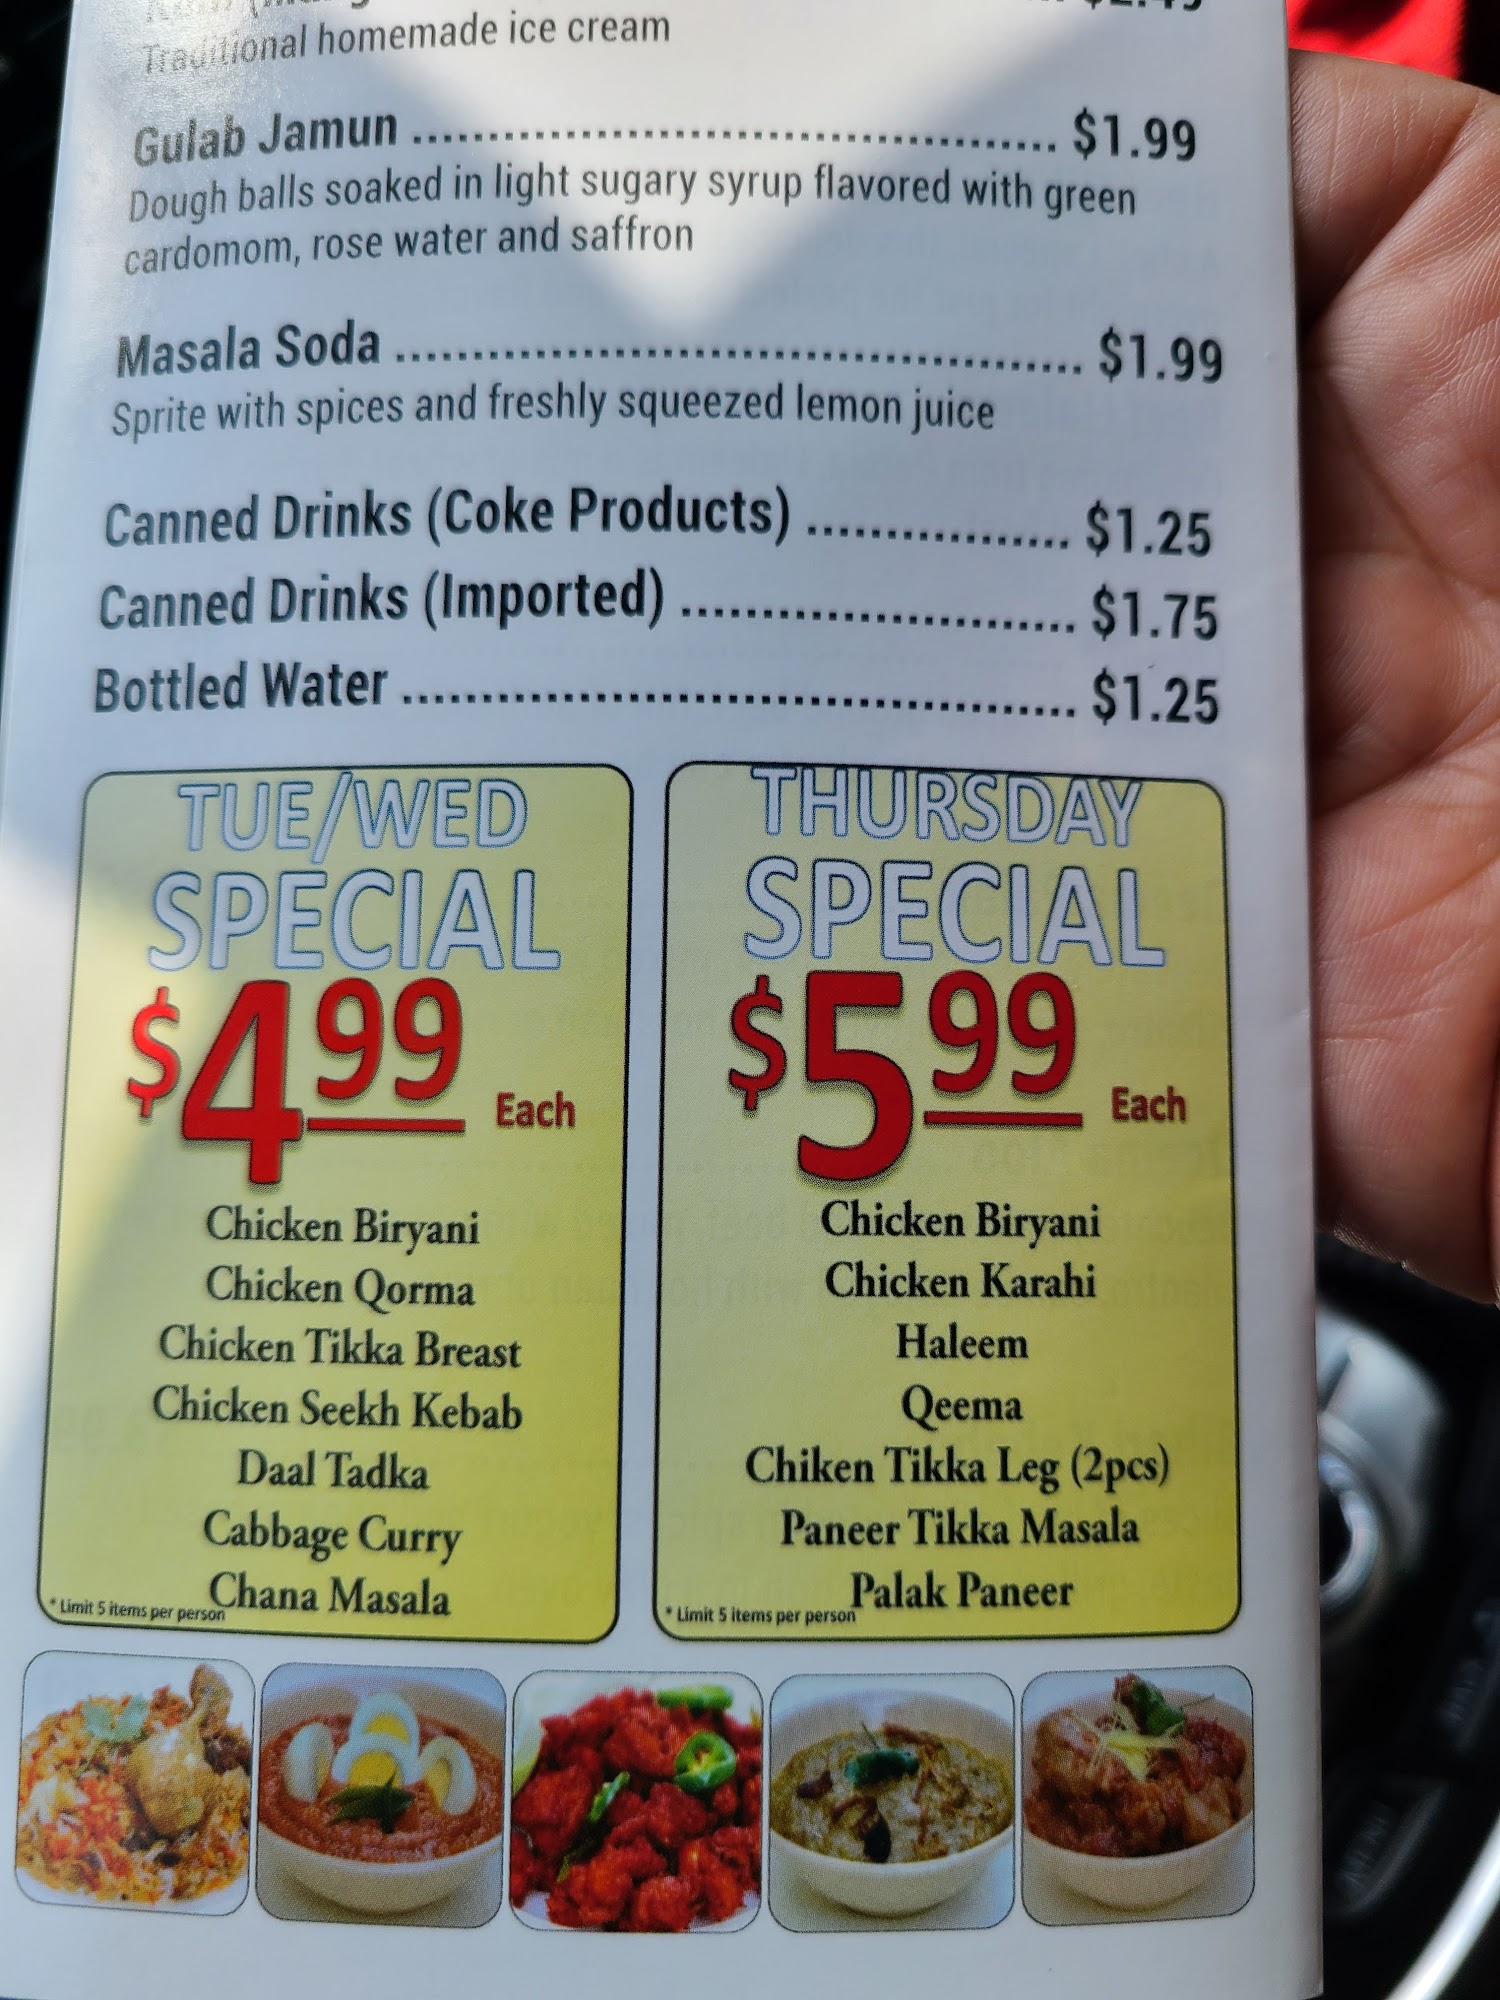 Traditional homemade ice cream
Gulab Jamun ........................................ $1.99
Dough balls soaked in light sugary syrup flavored with green
cardomom, rose water and saffron
Masala Soda ........................................... $1.99
Sprite with spices and freshly squeezed lemon juice
Canned Drinks (Coke Products) ................. $1.25
Canned Drinks (Imported) ......................... $1.75
Bottled Water ........................................... $1.25
TUE/WED
SPECIAL
$4.99 Each
Chicken Biryani
Chicken Qorma
Chicken Tikka Breast
Chicken Seekh Kebab
Daal Tadka
Cabbage Curry
Chana Masala
* Limit 5 items per person
THURSDAY
SPECIAL
$5.99 Each
Chicken Biryani
Chicken Karahi
Haleem
Qeema
Chiken Tikka Leg (2pcs)
Paneer Tikka Masala
Palak Paneer
* Limit 5 items per person